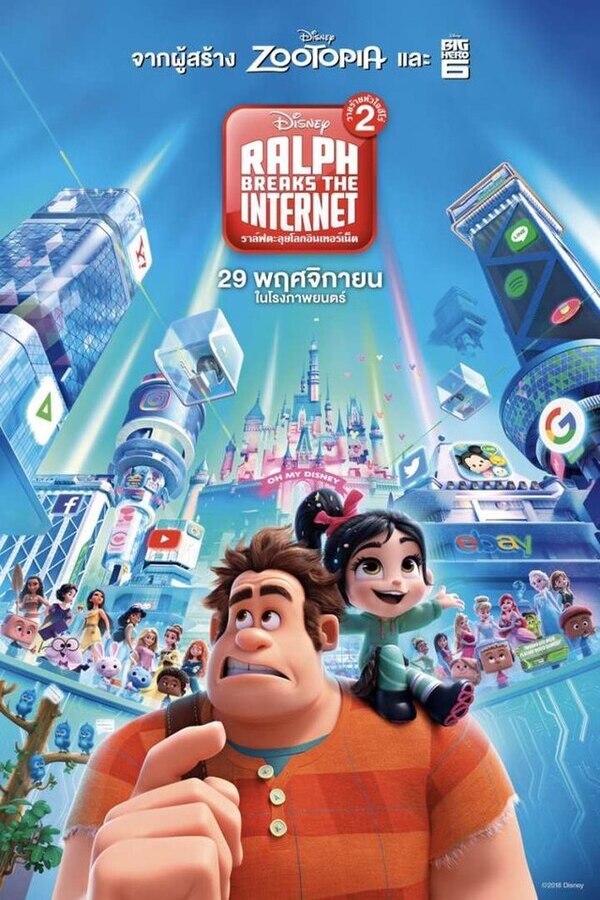 Disney
จากผู้สร้าง ZOOTOPIA และ BIG HERO 6
วายร้ายหัวใจฮีโร่ 2
Disney
RALPH
BREAKS THE
INTERNET
ราล์ฟตะลุยโลกอินเทอร์เน็ต
29 พฤศจิกายน
ในโรงภาพยนตร์
LINE
OH MY DISNEY
ebay
©2018 Disney